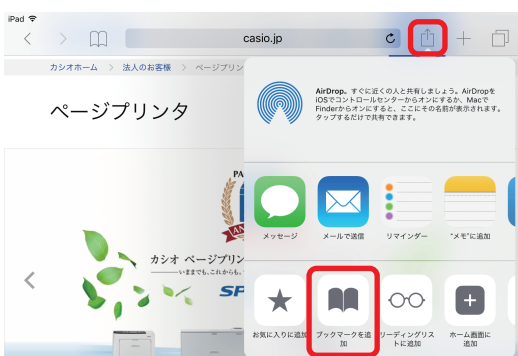 iPad
casio.jp
カシオホーム > 法人のお客様 > ページプリン
ページプリンタ
AirDrop。すぐに近くの人と共有しましょう。AirDropを
iOSでコントロールセンターからオンにするか、Macで
Finderからオンにすると、ここにその名前が表示されます。
タップするだけで共有できます。
PA
AN
カシオ ページプリン
いままでも、これからも。
SP
メッセージ
メールで送信
リマインダー
"メモ"に追加
お気に入りに追加
ブックマークを追
加
リーディングリス
トに追加
ホーム画面に
追加